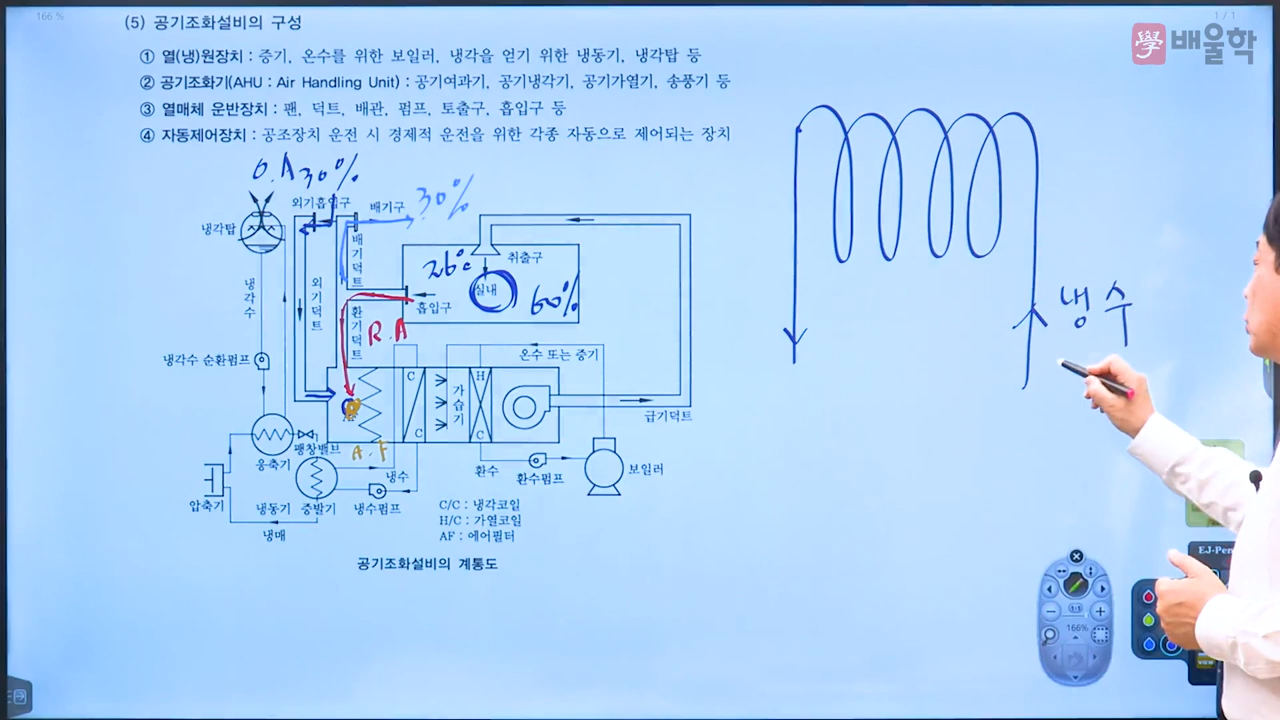 166 %
1 / 1
學 배울학
(5) 공기조화설비의 구성
① 열(냉)원장치 : 증기, 온수를 위한 보일러, 냉각을 얻기 위한 냉동기, 냉각탑 등
② 공기조화기(AHU : Air Handling Unit) : 공기여과기, 공기냉각기, 공기가열기, 송풍기 등
③ 열매체 운반장치 : 팬, 덕트, 배관, 펌프, 토출구, 흡입구 등
④ 자동제어장치 : 공조장치 운전 시 경제적 운전을 위한 각종 자동으로 제어되는 장치
O.A 30%
외기흡입구
배기구
30%
냉각탑
배기덕트
취출구
26℃
실내
60%
흡입구
냉각수
외기덕트
환기덕트
R.A
냉수
냉각수 순환펌프
온수 또는 증기
C
C
가습기
H
C
급기덕트
A.F
팽창밸브
응축기
냉수
환수
환수펌프
보일러
압축기
냉동기
증발기
냉수펌프
냉매
C/C : 냉각코일
H/C : 가열코일
AF : 에어필터
공기조화설비의 계통도
EJ-Pen
1:1
166%
VIEW